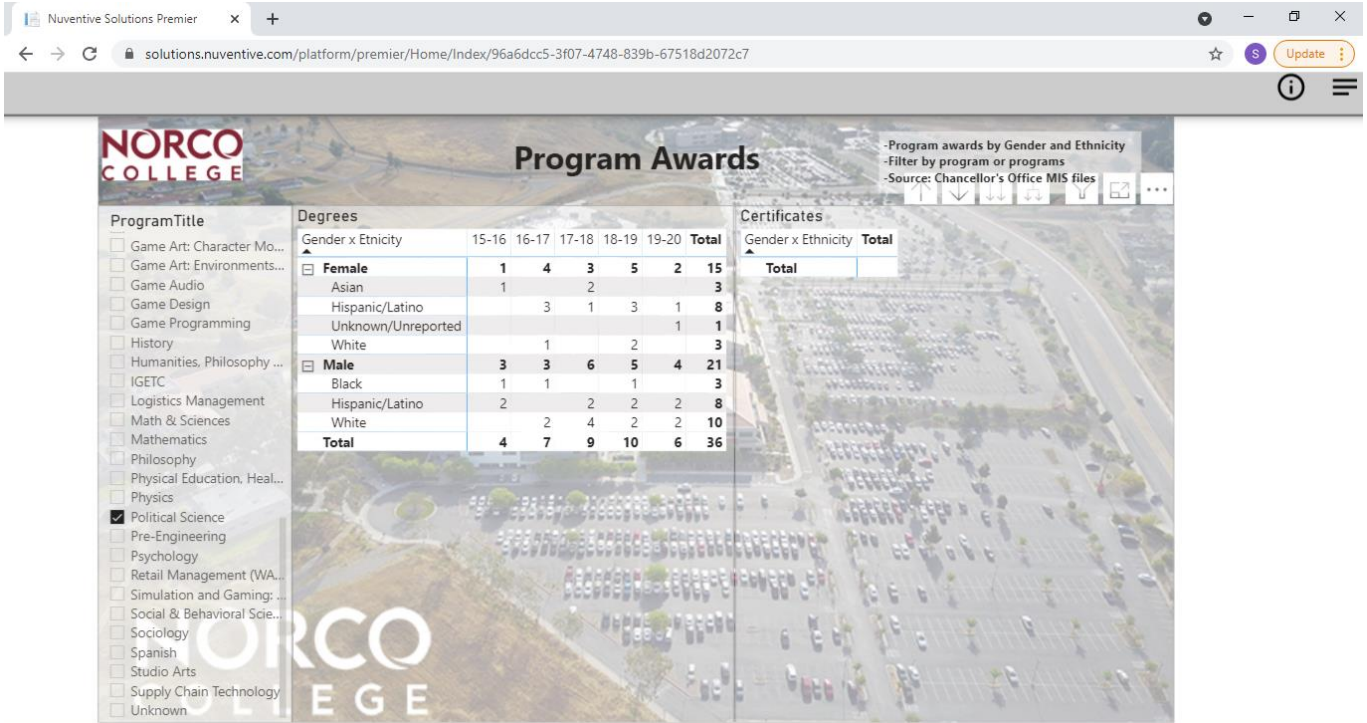 Nuventive Solutions Premier
solutions.nuventive.com/platform/premier/Home/Index/96a6dcc5-3f07-4748-839b-67518d2072c7
S
Update
NORCO
COLLEGE
Program Awards
-Program awards by Gender and Ethnicity
-Filter by program or programs
-Source: Chancellor's Office MIS files
ProgramTitle
Game Art: Character Mo...
Game Art: Environments...
Game Audio
Game Design
Game Programming
History
Humanities, Philosophy ...
IGETC
Logistics Management
Math & Sciences
Mathematics
Philosophy
Physical Education, Heal...
Physics
Political Science
Pre-Engineering
Psychology
Retail Management (WA...
Simulation and Gaming: ...
Social & Behavioral Scie...
Sociology
Spanish
Studio Arts
Supply Chain Technology
Unknown
Degrees
Gender x Etnicity 15-16 16-17 17-18 18-19 19-20 Total
Female 1 4 3 5 2 15
Asian 1 2 3
Hispanic/Latino 3 1 3 1 8
Unknown/Unreported 1 1
White 1 2 3
Male 3 3 6 5 4 21
Black 1 1 1 3
Hispanic/Latino 2 2 2 2 8
White 2 4 2 2 10
Total 4 7 9 10 6 36
Certificates
Gender x Ethnicity Total
Total
NORCO
COLLEGE